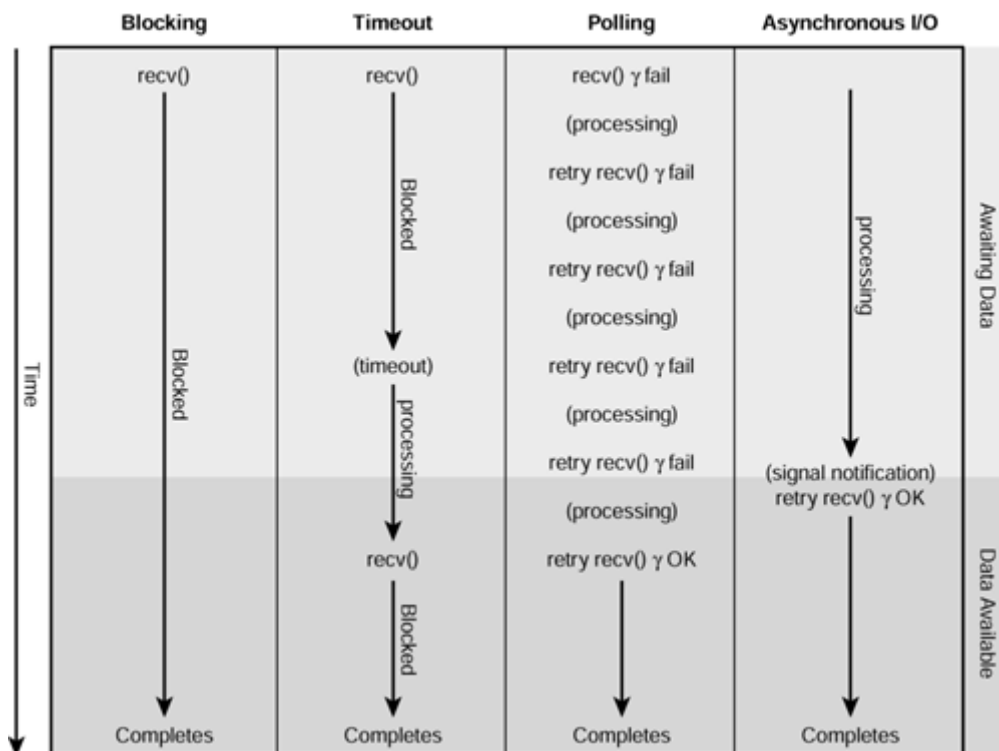 Blocking
Timeout
Polling
Asynchronous I/O
Time
recv()
Blocked
Completes
recv()
Blocked
(timeout)
processing
recv()
Blocked
Completes
recv() γ fail
(processing)
retry recv() γ fail
(processing)
retry recv() γ fail
(processing)
retry recv() γ fail
(processing)
retry recv() γ fail
(processing)
retry recv() γ OK
Completes
processing
(signal notification)
retry recv() γ OK
Completes
Awaiting Data
Data Available